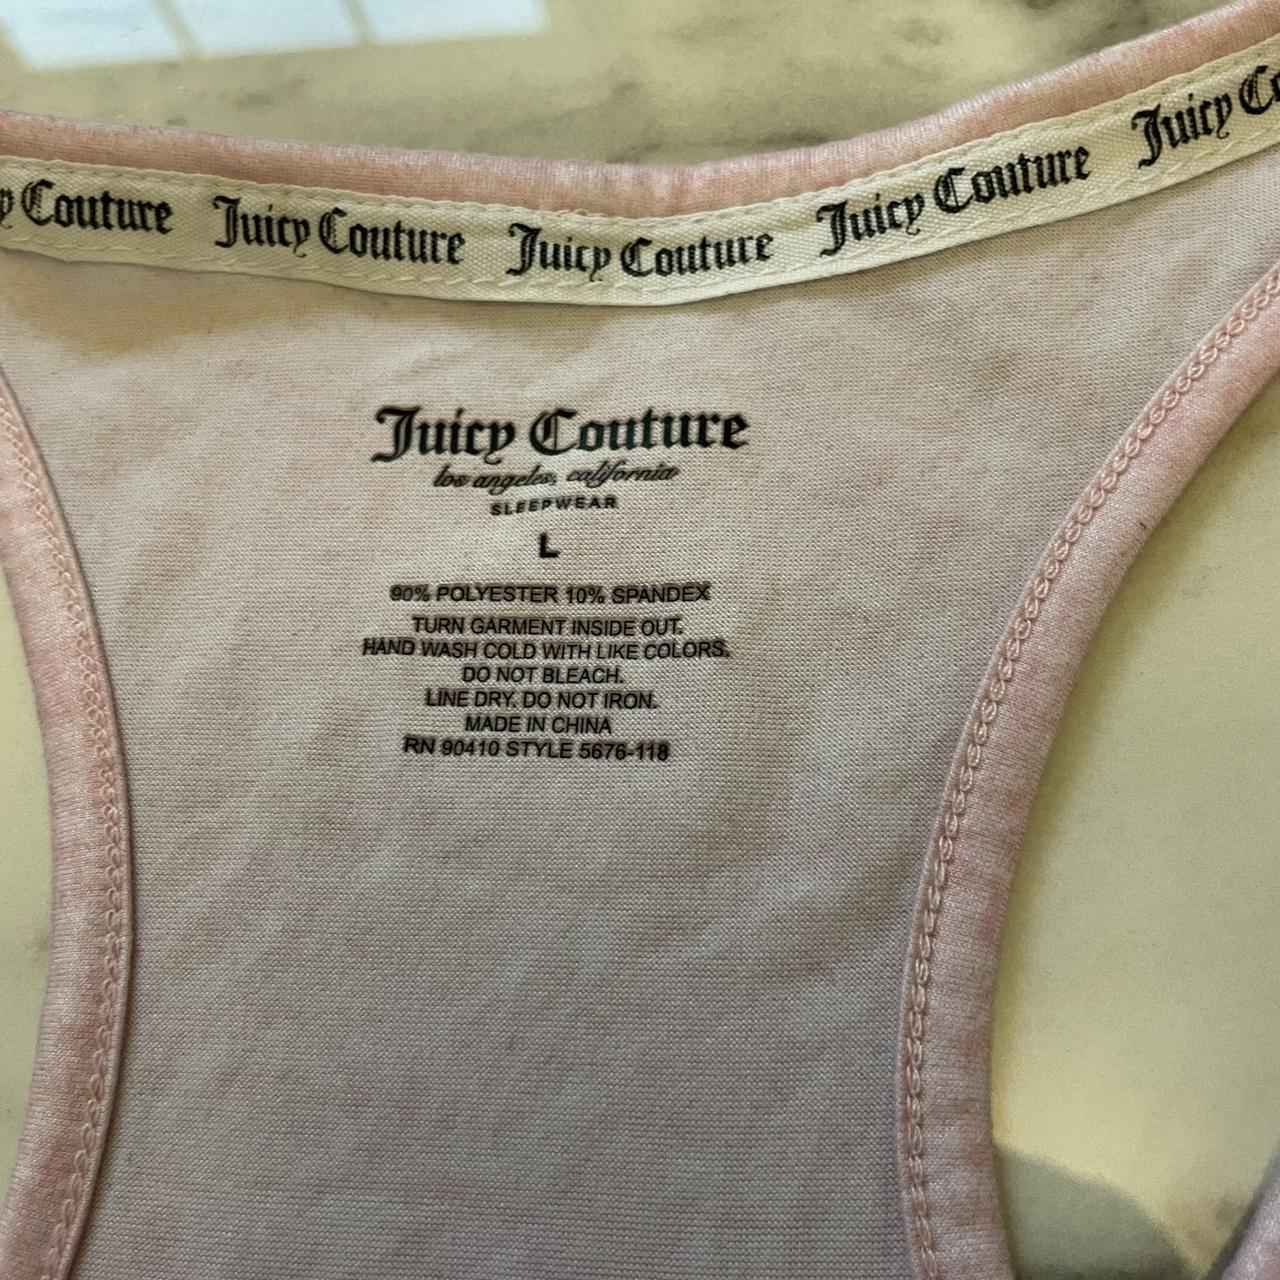 y Couture Juicy Couture Juicy Couture Juicy Couture Juicy Co
Juicy Couture
los angeles, california
SLEEPWEAR
L
90% POLYESTER 10% SPANDEX
TURN GARMENT INSIDE OUT.
HAND WASH COLD WITH LIKE COLORS.
DO NOT BLEACH.
LINE DRY. DO NOT IRON.
MADE IN CHINA
RN 90410 STYLE 5676-118